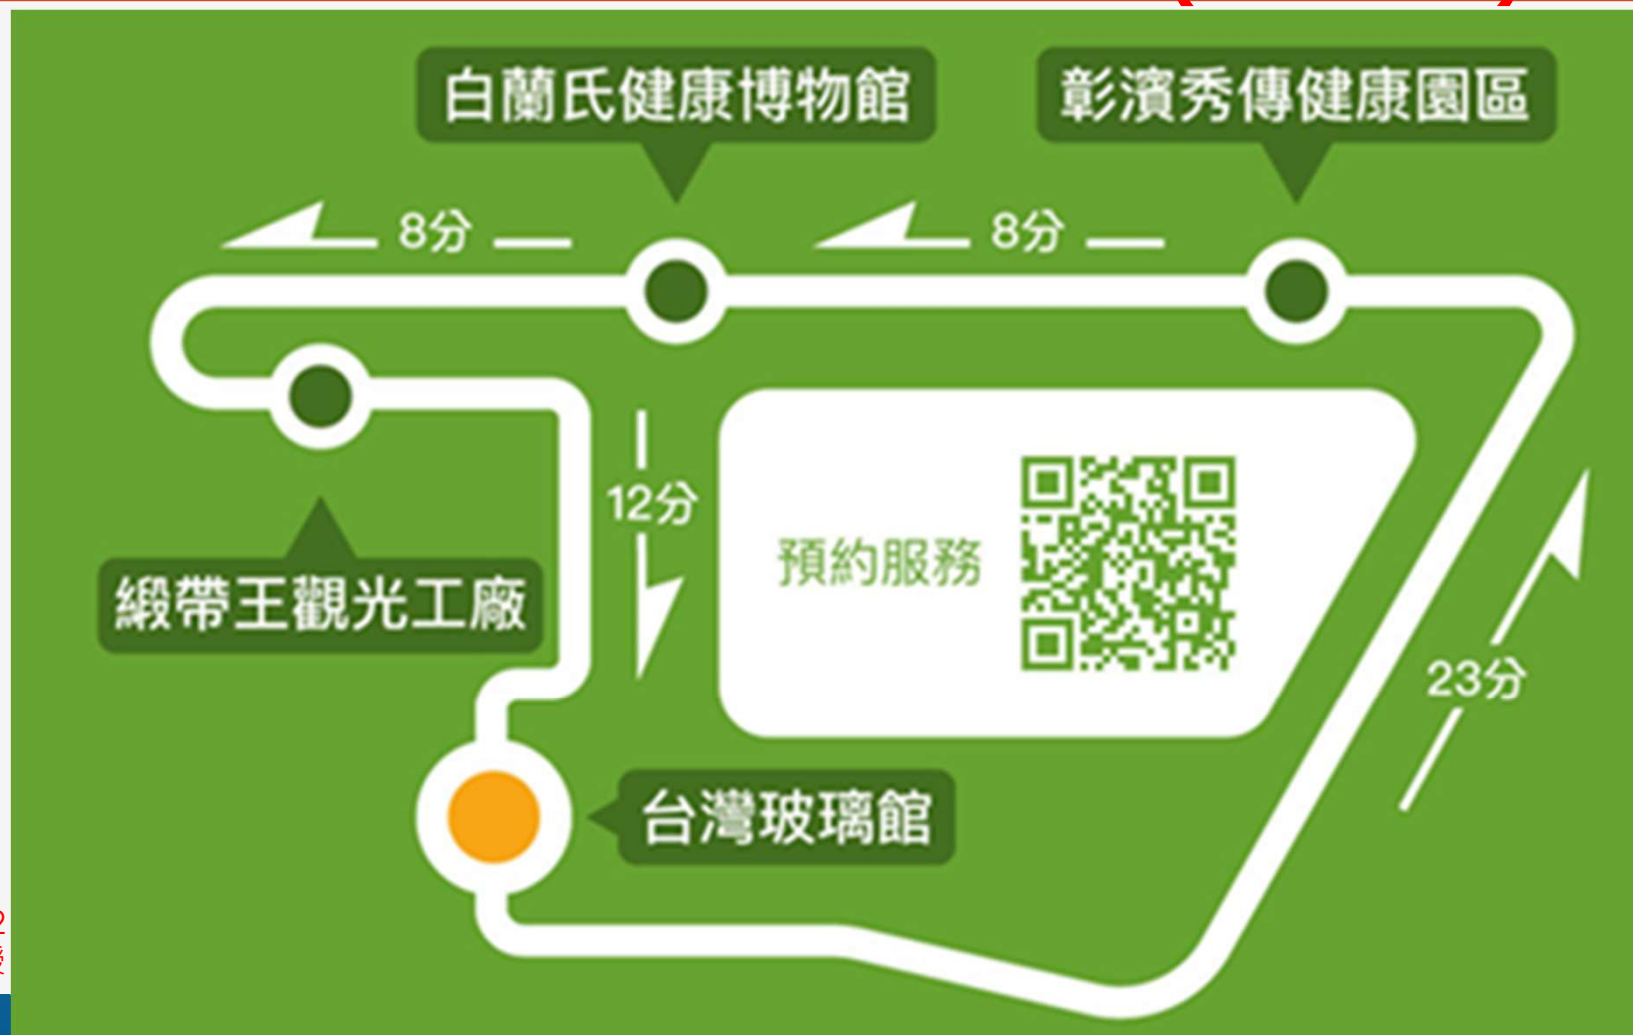 白蘭氏健康博物館
彰濱秀傳健康園區
8分
8分
12分
預約服務
緞帶王觀光工廠
23分
台灣玻璃館